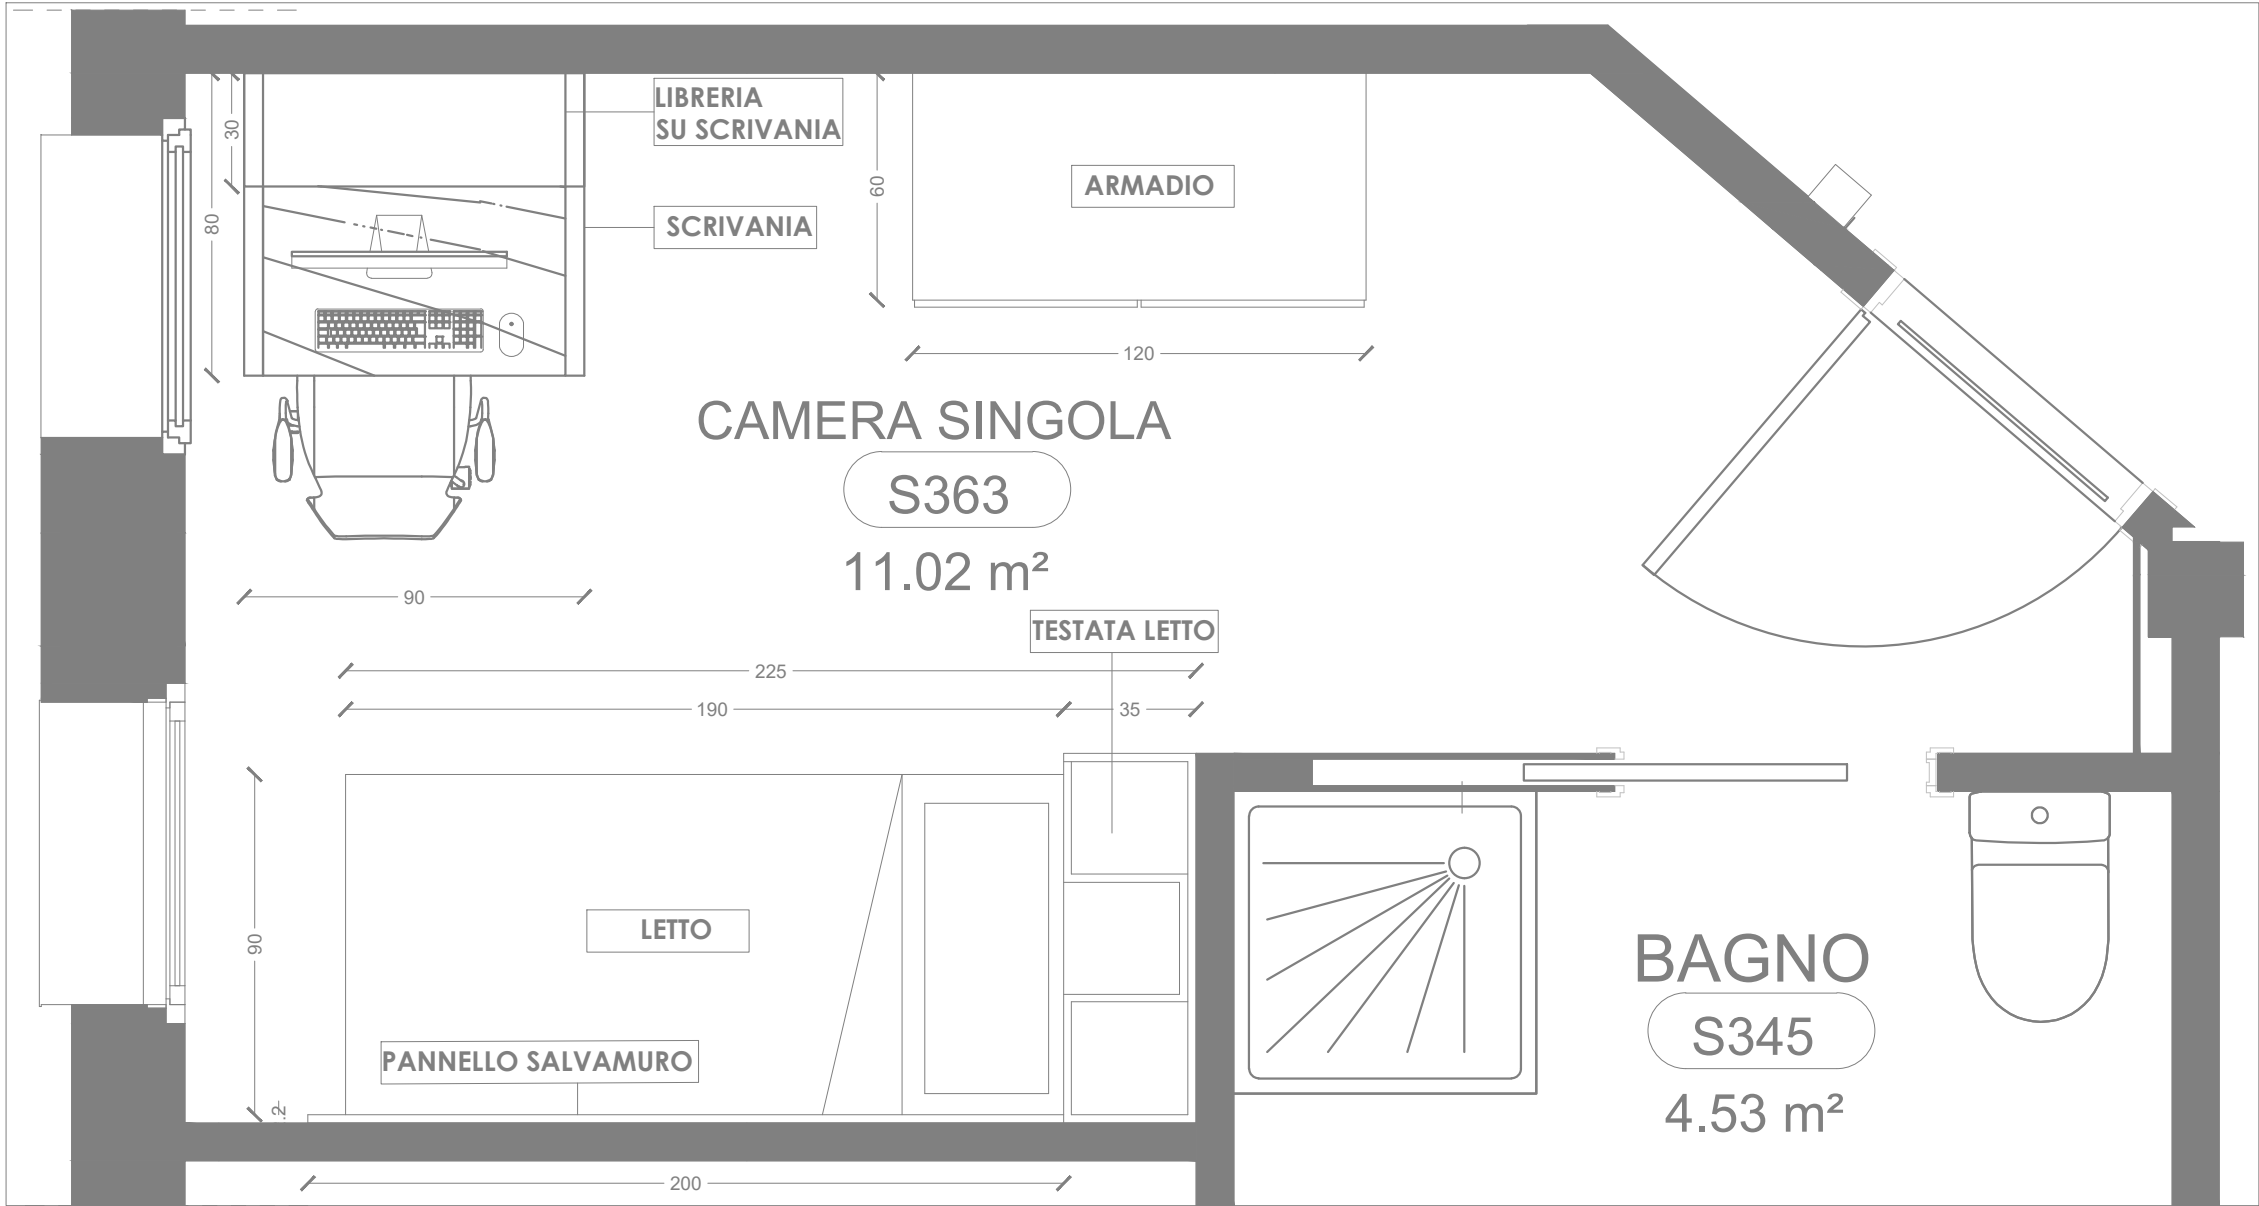 LIBRERIA
SU SCRIVANIA
30
80
60
ARMADIO
SCRIVANIA
120
CAMERA SINGOLA
S363
11.02 m²
90
TESTATA LETTO
225
190
35
LETTO
90
BAGNO
S345
4.53 m²
PANNELLO SALVAMURO
2
200